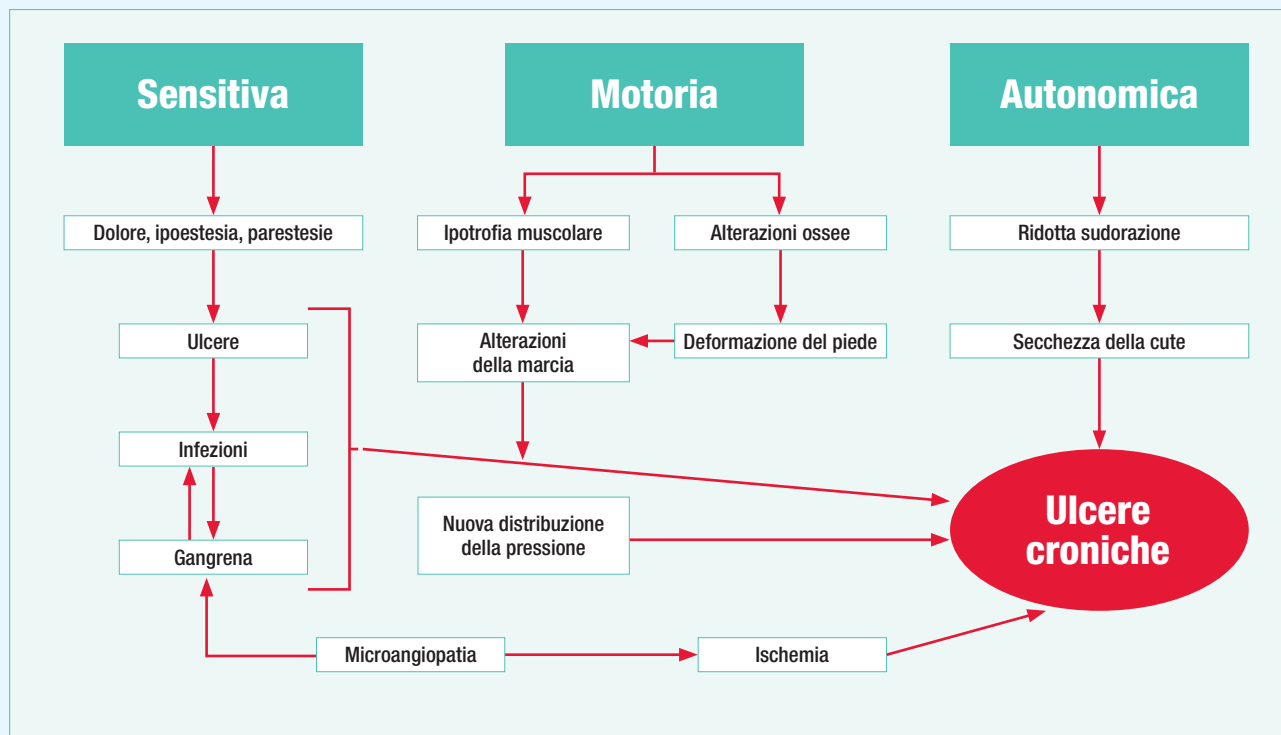 Sensitiva
Motoria
Autonomica
Dolore, ipoestesia, parestesie
Ipotrofia muscolare
Alterazioni ossee
Ridotta sudorazione
Ulcere
Alterazioni
della marcia
Deformazione del piede
Secchezza della cute
Infezioni
Nuova distribuzione
della pressione
Ulcere
croniche
Gangrena
Microangiopatia
Ischemia